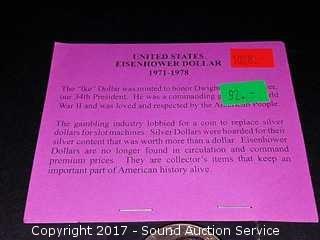 UNITED STATES
EISENHOWER DOLLAR
1971-1978
The "Ike" Dollar was minted to honor Dwight
our 34th President. He was a commanding
War II and was loved and respected by the American People.
The gambling industry lobbied for a coin to replace silver
dollars for slot machines. Silver Dollars were hoarded for their
silver content that was worth more than a dollar. Eisenhower
Dollars are no longer found in circulation and command
premium prices. They are collector's items that keep an
important part of American history alive.
92.-
Copyright 2017 - Sound Auction Service